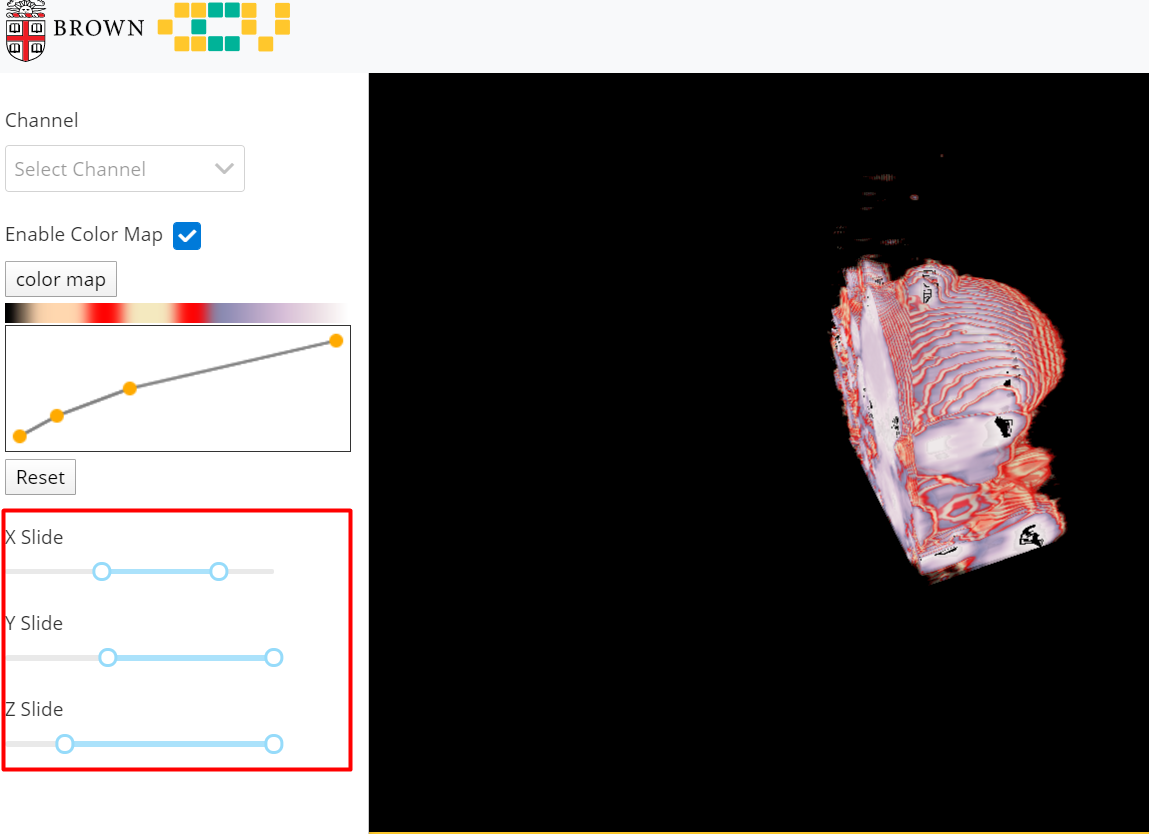 BROWN
Channel
Select Channel
Enable Color Map
color map
Reset
X Slide
Y Slide
Z Slide